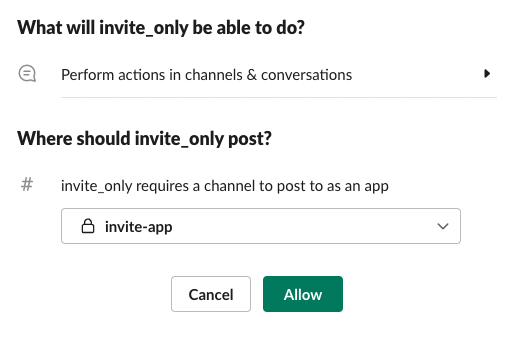 What will invite_only be able to do?
Perform actions in channels & conversations
Where should invite_only post?
# invite_only requires a channel to post to as an app
invite-app
Cancel Allow